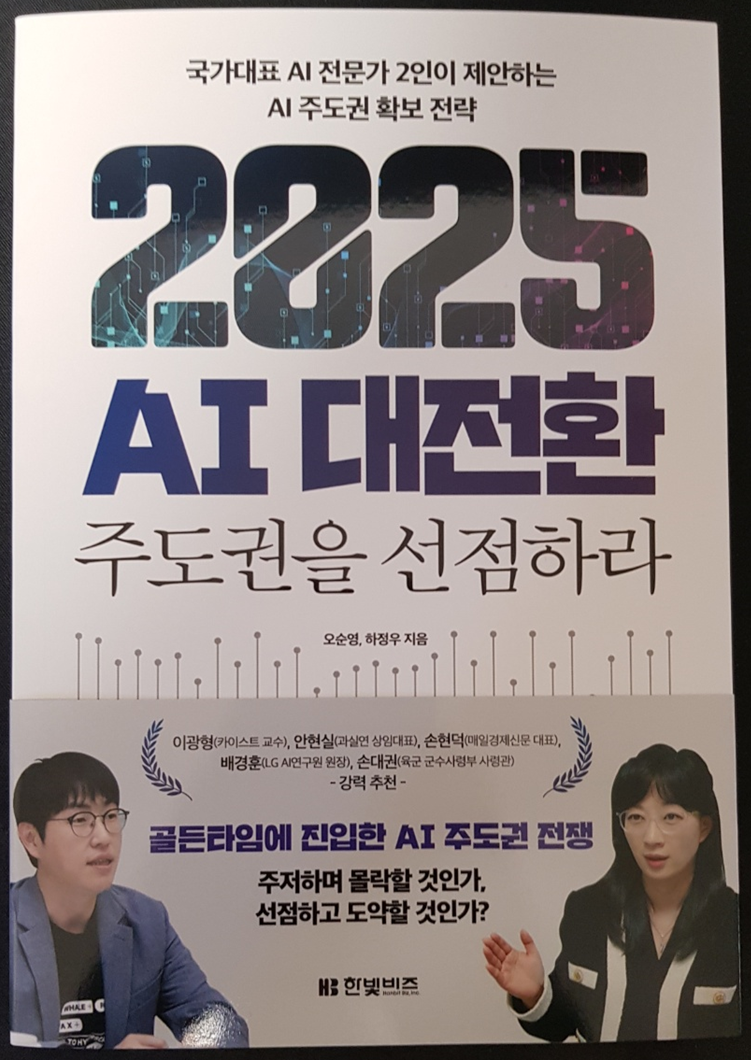 국가대표 AI 전문가 2인이 제안하는
AI 주도권 확보 전략
2025
AI 대전환
주도권을 선점하라
오순영, 하정우 지음
이광형(카이스트 교수), 안현실(과실연 상임대표), 손현덕(매일경제신문 대표),
배경훈(LG AI연구원 원장), 손대권(육군 군수사령부 사령관)
- 강력 추천 -
골든타임에 진입한 AI 주도권 전쟁
주저하며 몰락할 것인가,
선점하고 도약할 것인가?
HB 한빛비즈
Hanbit Biz, Inc.